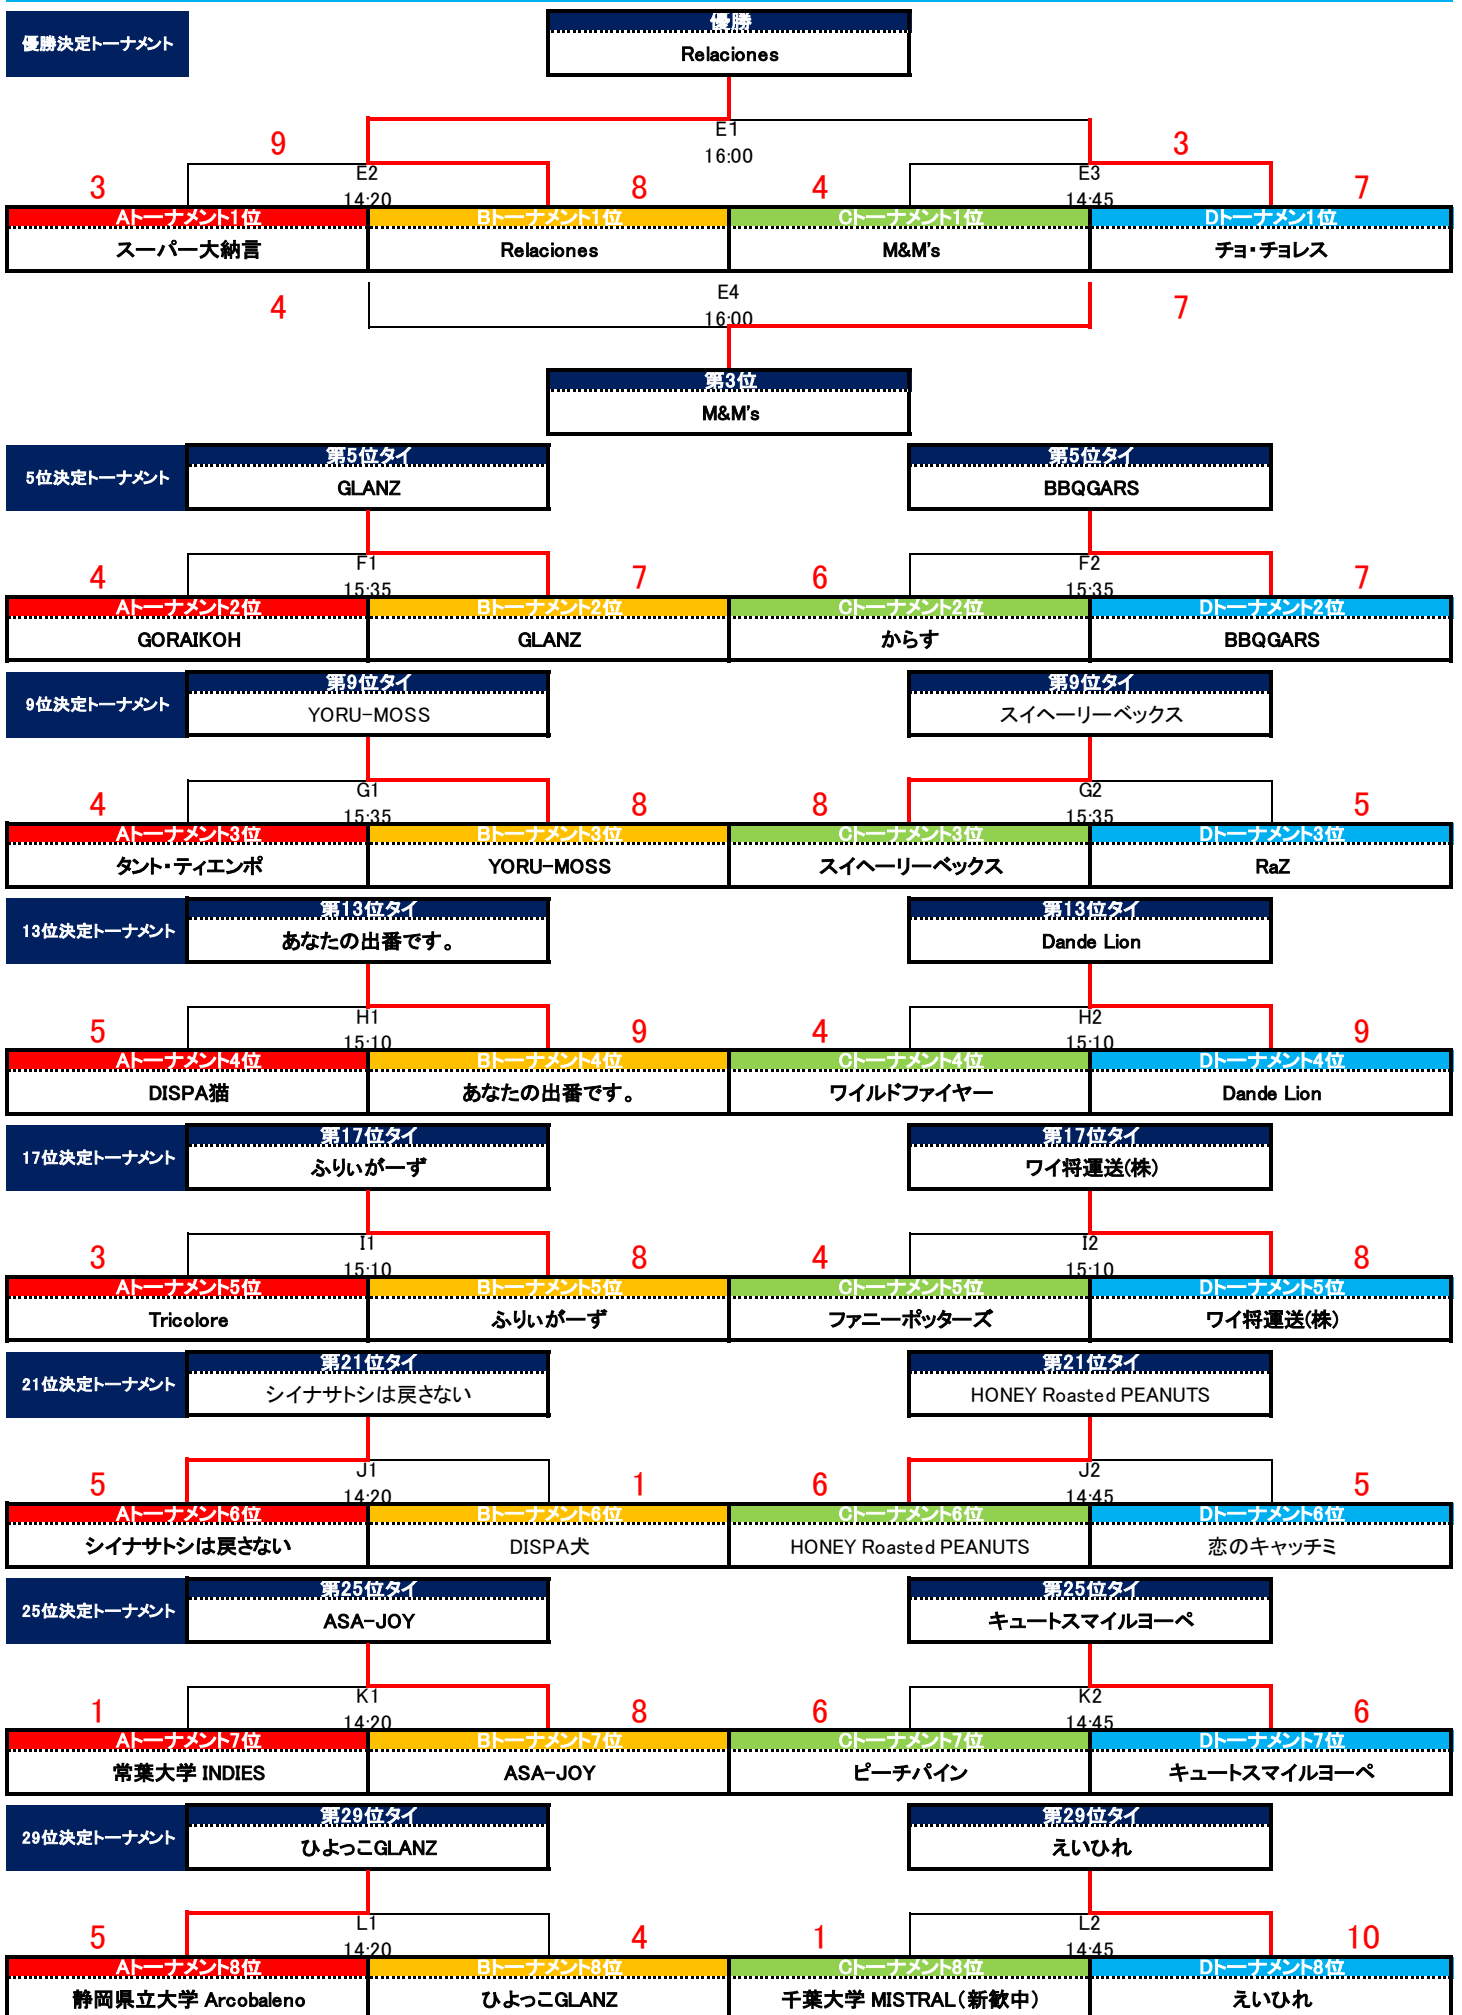 優勝決定トーナメント
優勝
Relaciones
9
E1
3
16:00
3
E2
8
4
E3
7
14:20
14:45
Aトーナメント1位
Bトーナメント1位
Cトーナメント1位
Dトーナメン1位
スーパー大納言
Relaciones
M&M's
チョ・チョレス
4
E4
7
16:00
第3位
M&M's
5位決定トーナメント
第5位タイ
第5位タイ
GLANZ
BBQGARS
4
F1
7
6
F2
7
15:35
15:35
Aトーナメント2位
Bトーナメント2位
Cトーナメント2位
Dトーナメント2位
GORAIKOH
GLANZ
からす
BBQGARS
9位決定トーナメント
第9位タイ
第9位タイ
YORU-MOSS
スイヘーリーベックス
4
G1
8
8
G2
5
15:35
15:35
Aトーナメント3位
Bトーナメント3位
Cトーナメント3位
Dトーナメント3位
タント・ティエンポ
YORU-MOSS
スイヘーリーベックス
RaZ
13位決定トーナメント
第13位タイ
第13位タイ
あなたの出番です。
Dande Lion
5
H1
9
4
H2
9
15:10
15:10
Aトーナメント4位
Bトーナメント4位
Cトーナメント4位
Dトーナメント4位
DISPA猫
あなたの出番です。
ワイルドファイヤー
Dande Lion
17位決定トーナメント
第17位タイ
第17位タイ
ふりぃがーず
ワイ将運送(株)
3
I1
8
4
I2
8
15:10
15:10
Aトーナメント5位
Bトーナメント5位
Cトーナメント5位
Dトーナメント5位
Tricolore
ふりぃがーず
ファニーポッターズ
ワイ将運送(株)
21位決定トーナメント
第21位タイ
第21位タイ
シイナサトシは戻さない
HONEY Roasted PEANUTS
5
J1
1
6
J2
5
14:20
14:45
Aトーナメント6位
Bトーナメント6位
Cトーナメント6位
Dトーナメント6位
シイナサトシは戻さない
DISPA犬
HONEY Roasted PEANUTS
恋のキャッチミ
25位決定トーナメント
第25位タイ
第25位タイ
ASA-JOY
キュートスマイルヨーペ
1
K1
8
6
K2
6
14:20
14:45
Aトーナメント7位
Bトーナメント7位
Cトーナメント7位
Dトーナメント7位
常葉大学 INDIES
ASA-JOY
ピーチパイン
キュートスマイルヨーペ
29位決定トーナメント
第29位タイ
第29位タイ
ひよっこGLANZ
えいひれ
5
L1
4
1
L2
10
14:20
14:45
Aトーナメント8位
Bトーナメント8位
Cトーナメント8位
Dトーナメント8位
静岡県立大学 Arcobaleno
ひよっこGLANZ
千葉大学 MISTRAL(新歓中)
えいひれ